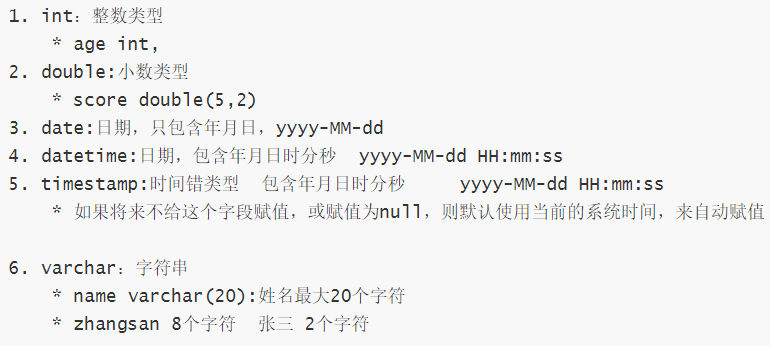 1. int：整数类型
* age int,
2. double:小数类型
* score double(5,2)
3. date:日期，只包含年月日，yyyy-MM-dd
4. datetime:日期，包含年月日时分秒 yyyy-MM-dd HH:mm:ss
5. timestamp:时间错类型 包含年月日时分秒 yyyy-MM-dd HH:mm:ss
* 如果将来不给这个字段赋值，或赋值为null，则默认使用当前的系统时间，来自动赋值
6. varchar：字符串
* name varchar(20):姓名最大20个字符
* zhangsan 8个字符 张三 2个字符